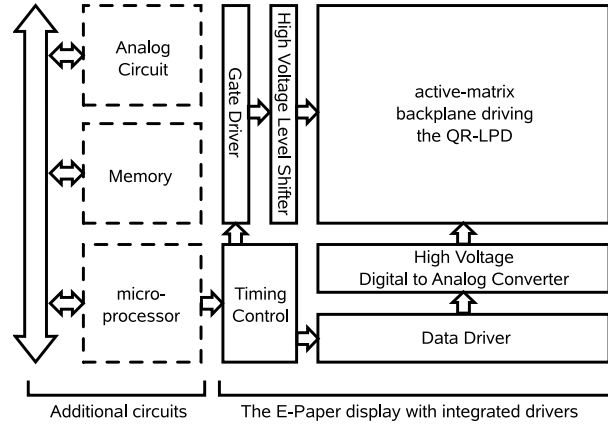 Analog
Circuit
Memory
micro-
processor
Gate Driver
High Voltage Level Shifter
active-matrix
backplane driving
the QR-LPD
Timing
Control
High Voltage
Digital to Analog Converter
Data Driver
Additional circuits
The E-Paper display with integrated drivers